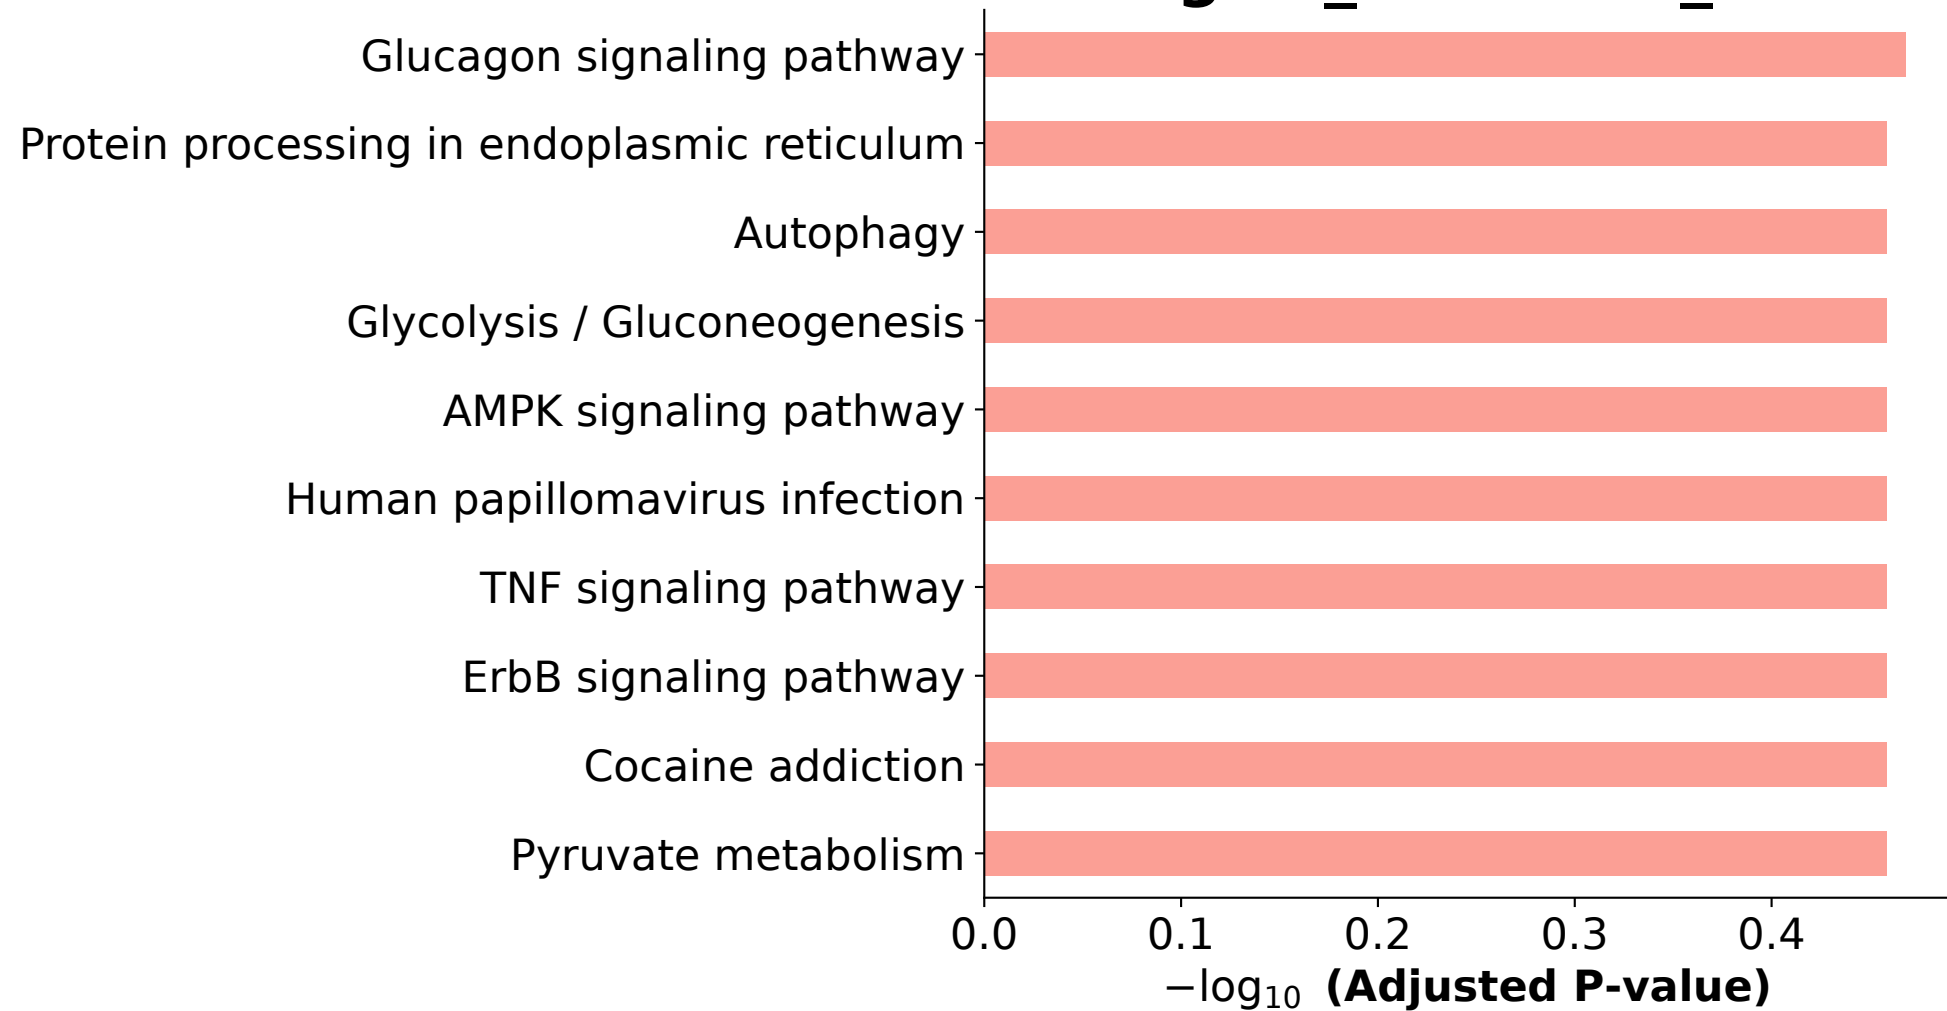 Glucagon signaling pathway
Protein processing in endoplasmic reticulum
Autophagy
Glycolysis / Gluconeogenesis
AMPK signaling pathway
Human papillomavirus infection
TNF signaling pathway
ErbB signaling pathway
Cocaine addiction
Pyruvate metabolism
0.0 0.1 0.2 0.3 0.4
−log₁₀ (Adjusted P-value)